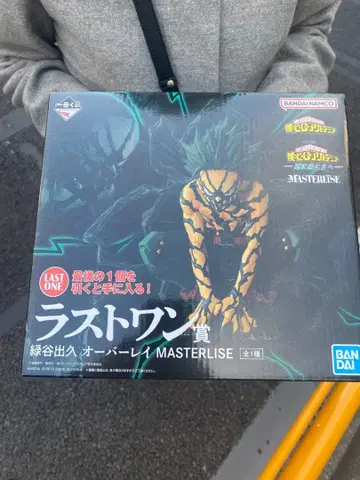 一番くじ
BANDAI NAMCO
僕のヒーローアカデミア
僕のヒーローアカデミア
MASTERLISE
LAST ONE
最後の1個を
引くと手に入る!
ラストワン賞
緑谷出久 オーバーレイ MASTERLISE 全1種
BANDAI